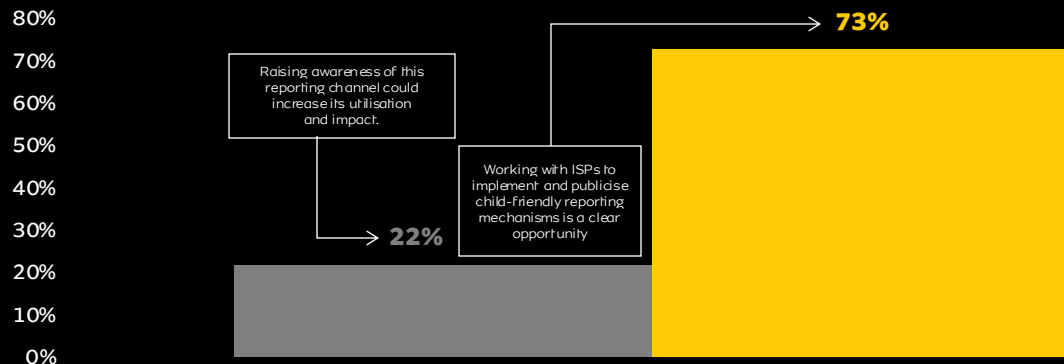 80%
73%
70%
Raising awareness of this
reporting channel could
increase its utilisation
and impact.
60%
50%
Working with ISPs to
implement and publicise
child-friendly reporting
mechanisms is a clear
opportunity
40%
30%
22%
20%
10%
0%